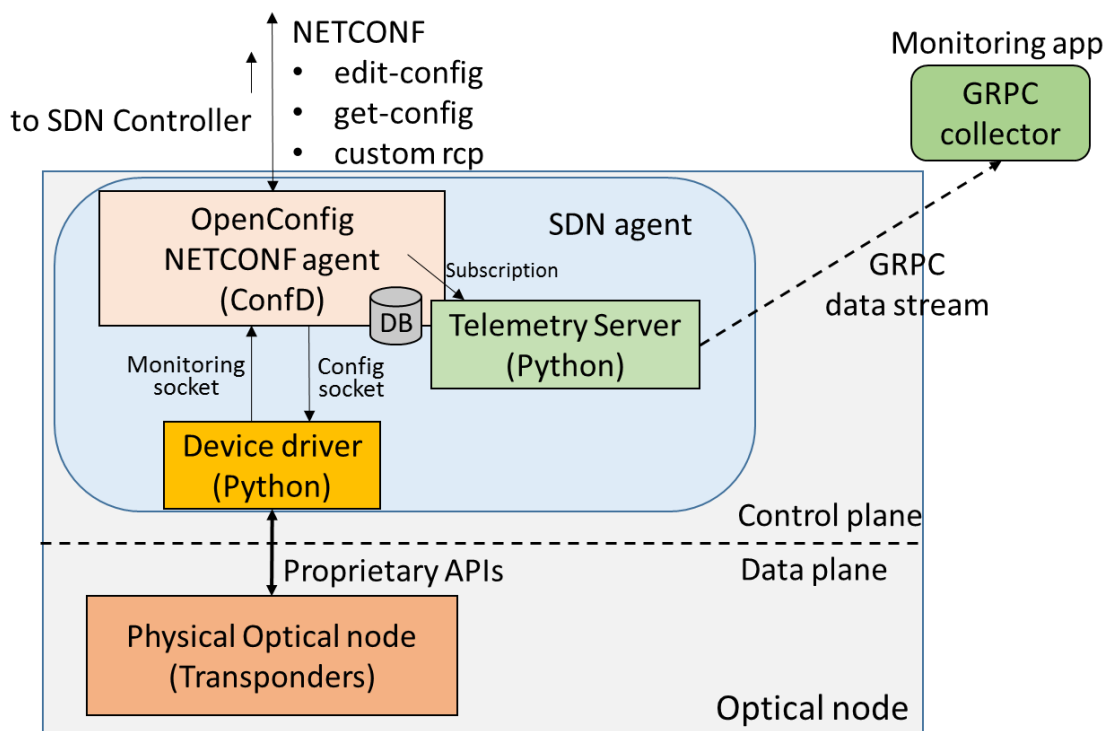 NETCONF
• edit-config
• get-config
• custom rcp
to SDN Controller
Monitoring app
GRPC
collector
OpenConfig
NETCONF agent
(ConfD)
SDN agent
Subscription
DB
Telemetry Server
(Python)
GRPC
data stream
Monitoring
socket
Config
socket
Device driver
(Python)
Control plane
Proprietary APIs
Data plane
Physical Optical node
(Transponders)
Optical node